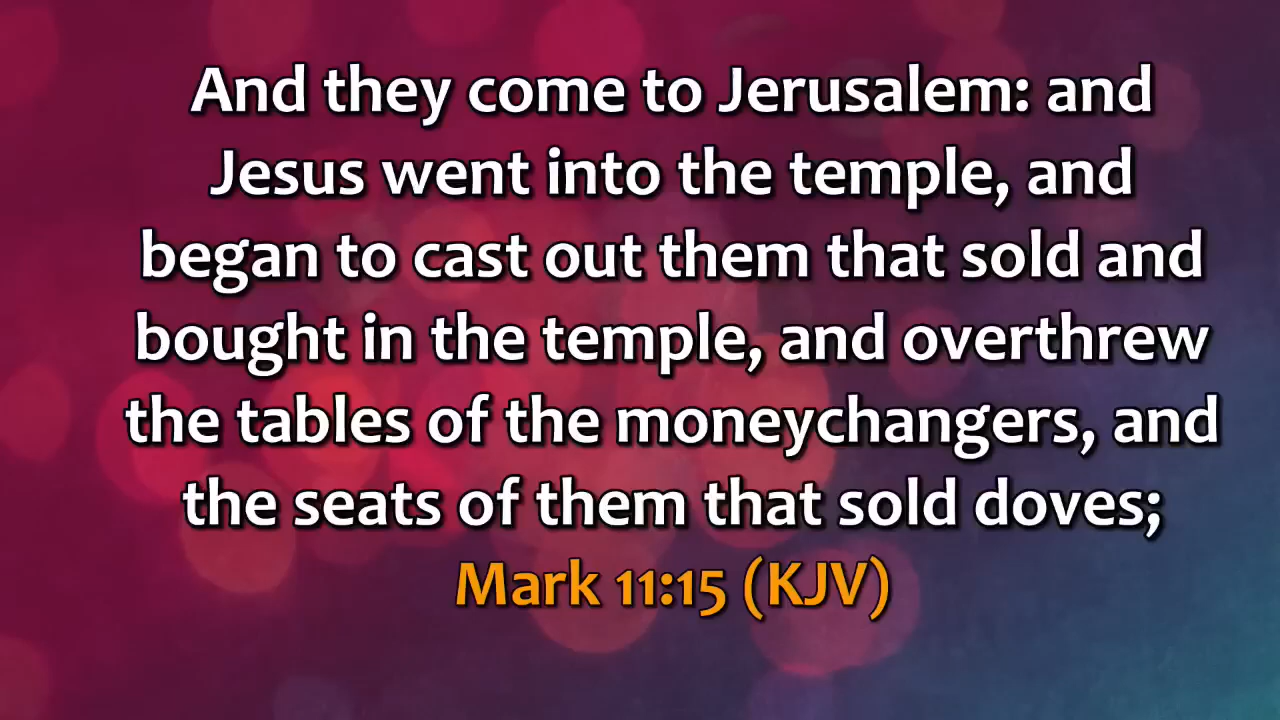 And they come to Jerusalem: and
Jesus went into the temple, and
began to cast out them that sold and
bought in the temple, and overthrew
the tables of the moneychangers, and
the seats of them that sold doves;
Mark 11:15 (KJV)